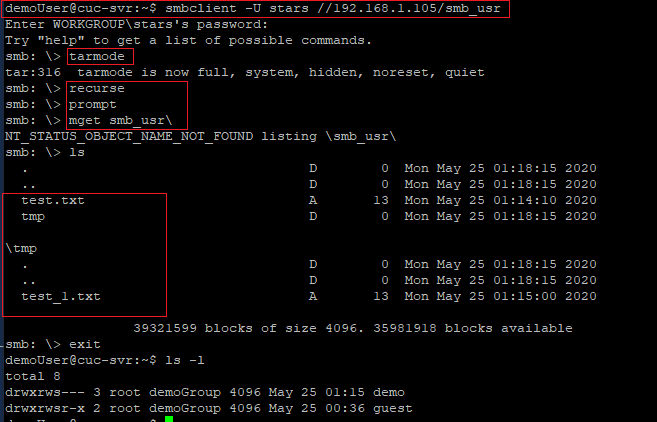 demoUser@cuc-svr:~$ smbclient -U stars //192.168.1.105/smb_usr
Enter WORKGROUP\stars's password:
Try "help" to get a list of possible commands.
smb: \> tarmode
tar:316  tarmode is now full, system, hidden, noreset, quiet
smb: \> recurse
smb: \> prompt
smb: \> mget smb_usr\
NT_STATUS_OBJECT_NAME_NOT_FOUND listing \smb_usr\
smb: \> ls
  .                                   D        0  Mon May 25 01:18:15 2020
  ..                                  D        0  Mon May 25 01:18:15 2020
  test.txt                            A       13  Mon May 25 01:14:10 2020
  tmp                                 D        0  Mon May 25 01:18:15 2020

\tmp
  .                                   D        0  Mon May 25 01:18:15 2020
  ..                                  D        0  Mon May 25 01:18:15 2020
  test_1.txt                          A       13  Mon May 25 01:15:00 2020

                39321599 blocks of size 4096. 35981918 blocks available
smb: \> exit
demoUser@cuc-svr:~$ ls -l
total 8
drwxrws--- 3 root demoGroup 4096 May 25 01:15 demo
drwxrwsr-x 2 root demoGroup 4096 May 25 00:36 guest